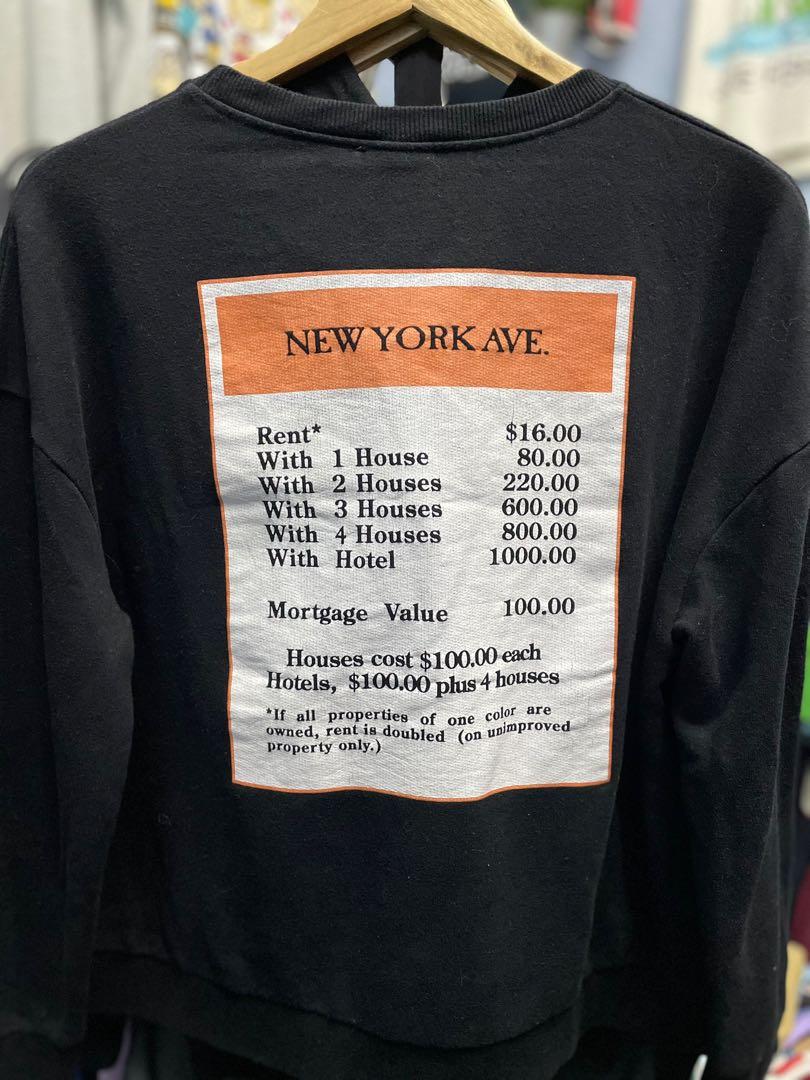 NEW YORK AVE.
Rent* $16.00
With 1 House 80.00
With 2 Houses 220.00
With 3 Houses 600.00
With 4 Houses 800.00
With Hotel 1000.00
Mortgage Value 100.00
Houses cost $100.00 each
Hotels, $100.00 plus 4 houses
*If all properties of one color are
owned, rent is doubled (on unimproved
property only.)